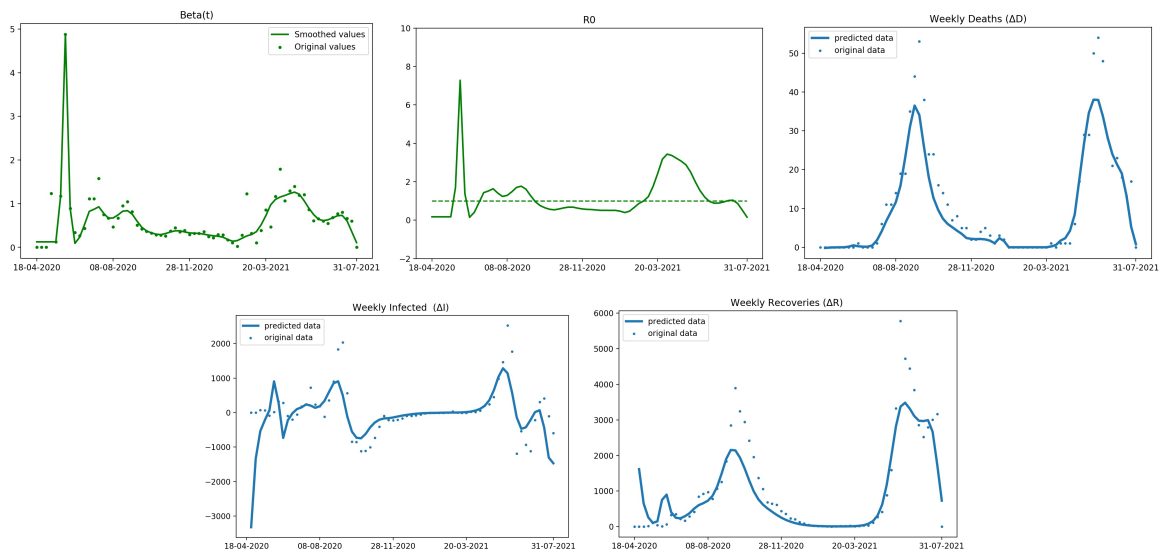 Beta(t)
Smoothed values
Original values
5
4
3
2
1
0
18-04-2020 08-08-2020 28-11-2020 20-03-2021 31-07-2021
R0
10
8
6
4
2
0
−2
18-04-2020 08-08-2020 28-11-2020 20-03-2021 31-07-2021
Weekly Deaths (ΔD)
predicted data
original data
50
40
30
20
10
0
18-04-2020 08-08-2020 28-11-2020 20-03-2021 31-07-2021
Weekly Infected (ΔI)
predicted data
original data
2000
1000
0
−1000
−2000
−3000
18-04-2020 08-08-2020 28-11-2020 20-03-2021 31-07-2021
Weekly Recoveries (ΔR)
predicted data
original data
6000
5000
4000
3000
2000
1000
0
18-04-2020 08-08-2020 28-11-2020 20-03-2021 31-07-2021